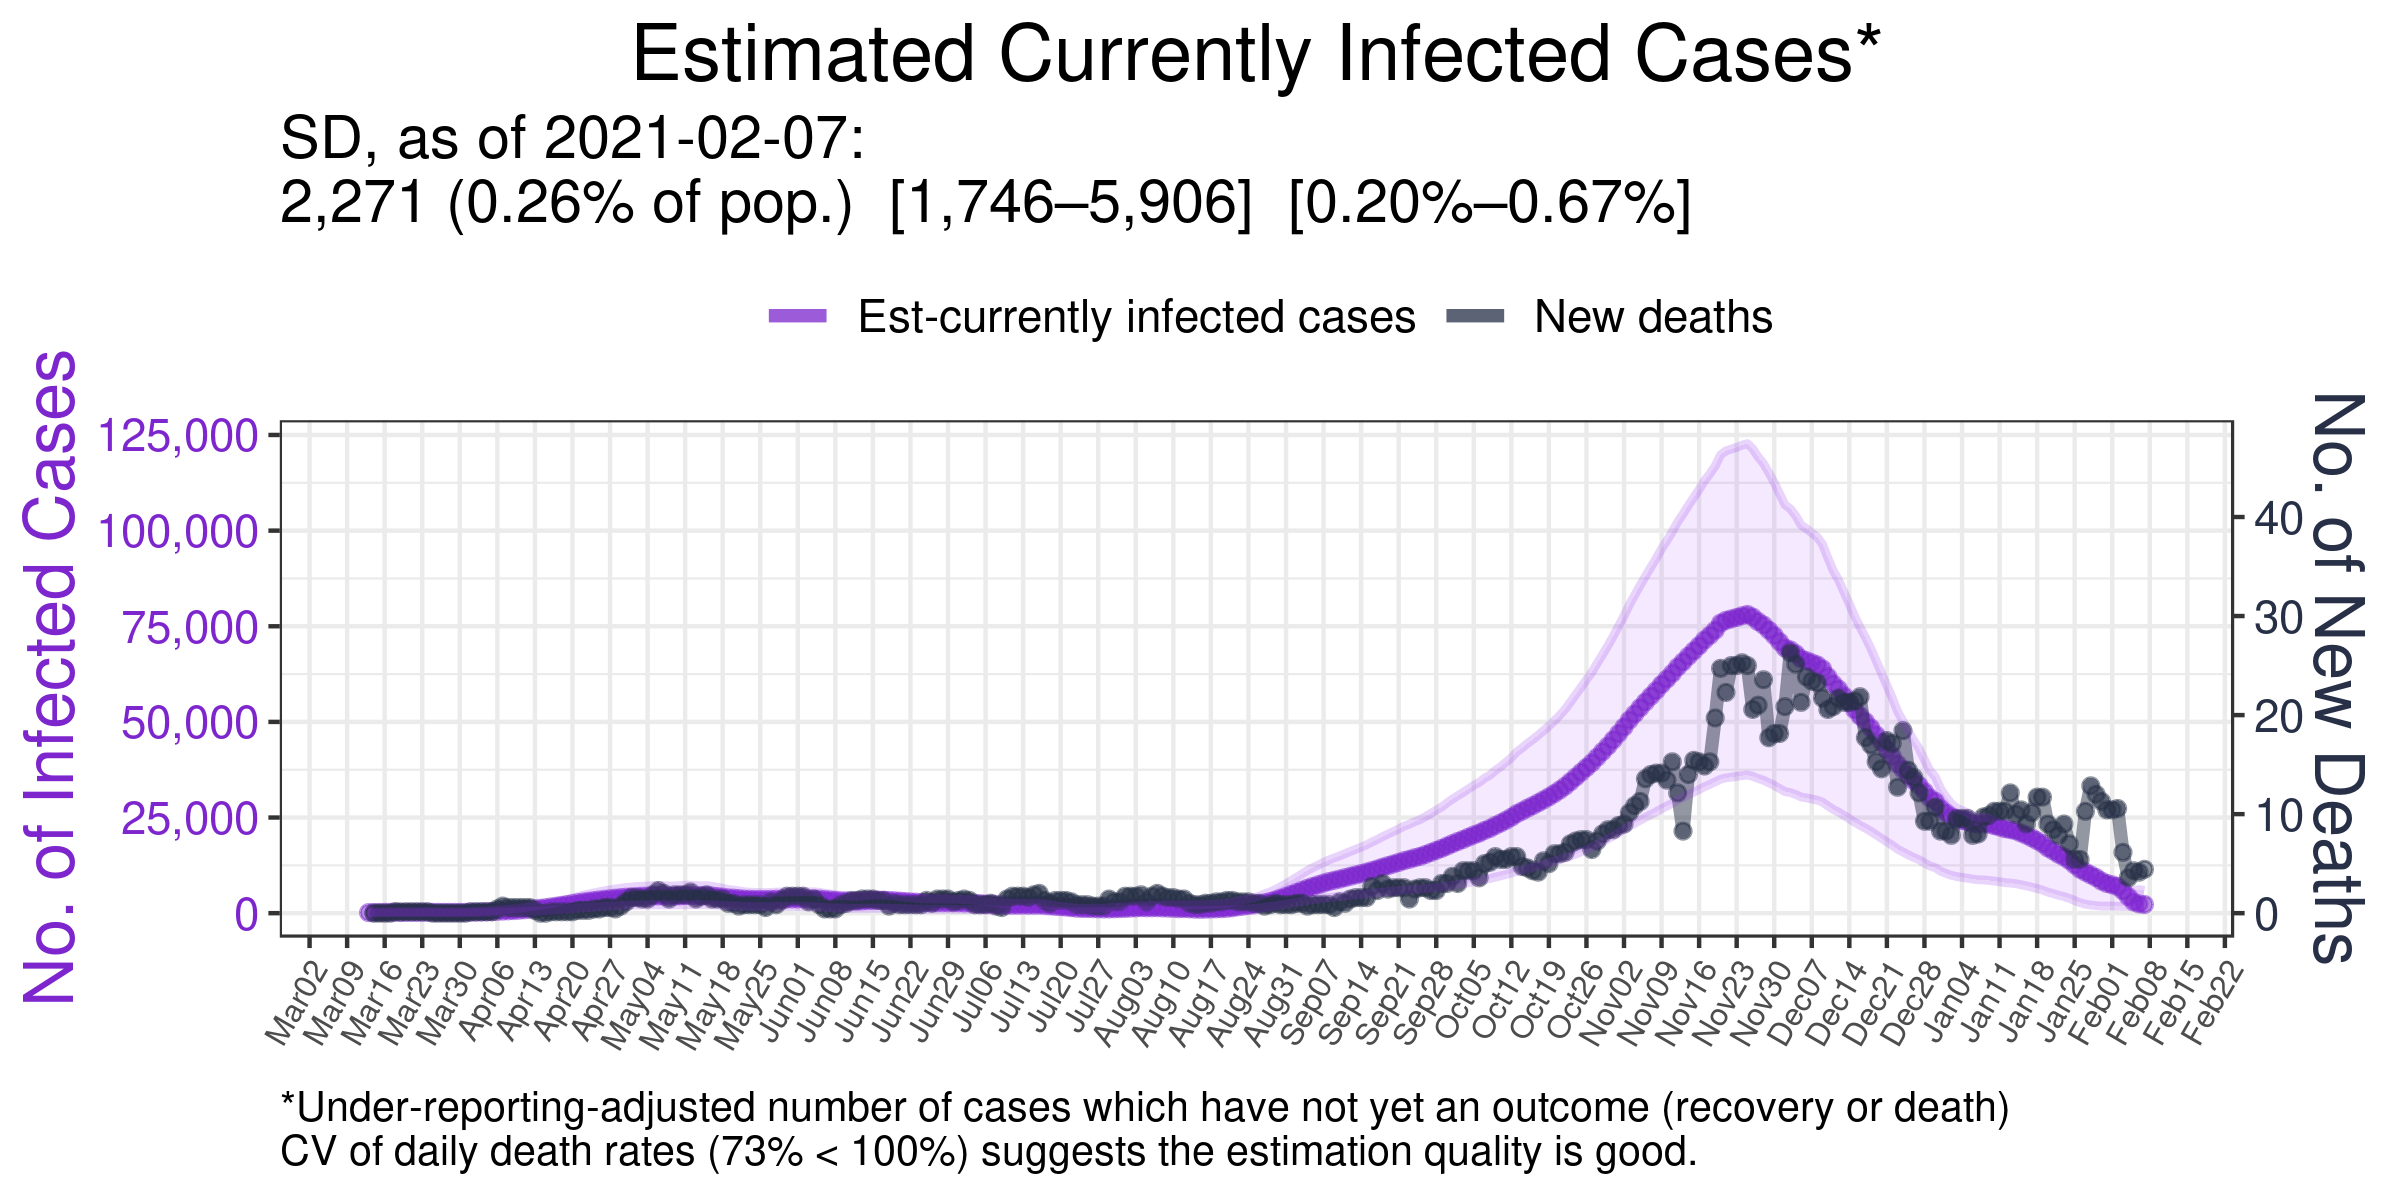 Estimated Currently Infected Cases*
SD, as of 2021-02-07:
2,271 (0.26% of pop.) [1,746–5,906] [0.20%–0.67%]
Est-currently infected cases
New deaths
No. of Infected Cases
125,000
100,000
75,000
50,000
25,000
0
40
30
20
10
0
No. of New Deaths
Mar02
Mar09
Mar16
Mar23
Mar30
Apr06
Apr13
Apr20
Apr27
May04
May11
May18
May25
Jun01
Jun08
Jun15
Jun22
Jun29
Jul06
Jul13
Jul20
Jul27
Aug03
Aug10
Aug17
Aug24
Aug31
Sep07
Sep14
Sep21
Sep28
Oct05
Oct12
Oct19
Oct26
Nov02
Nov09
Nov16
Nov23
Nov30
Dec07
Dec14
Dec21
Dec28
Jan04
Jan11
Jan18
Jan25
Feb01
Feb08
Feb15
Feb22
*Under-reporting-adjusted number of cases which have not yet an outcome (recovery or death)
CV of daily death rates (73% < 100%) suggests the estimation quality is good.